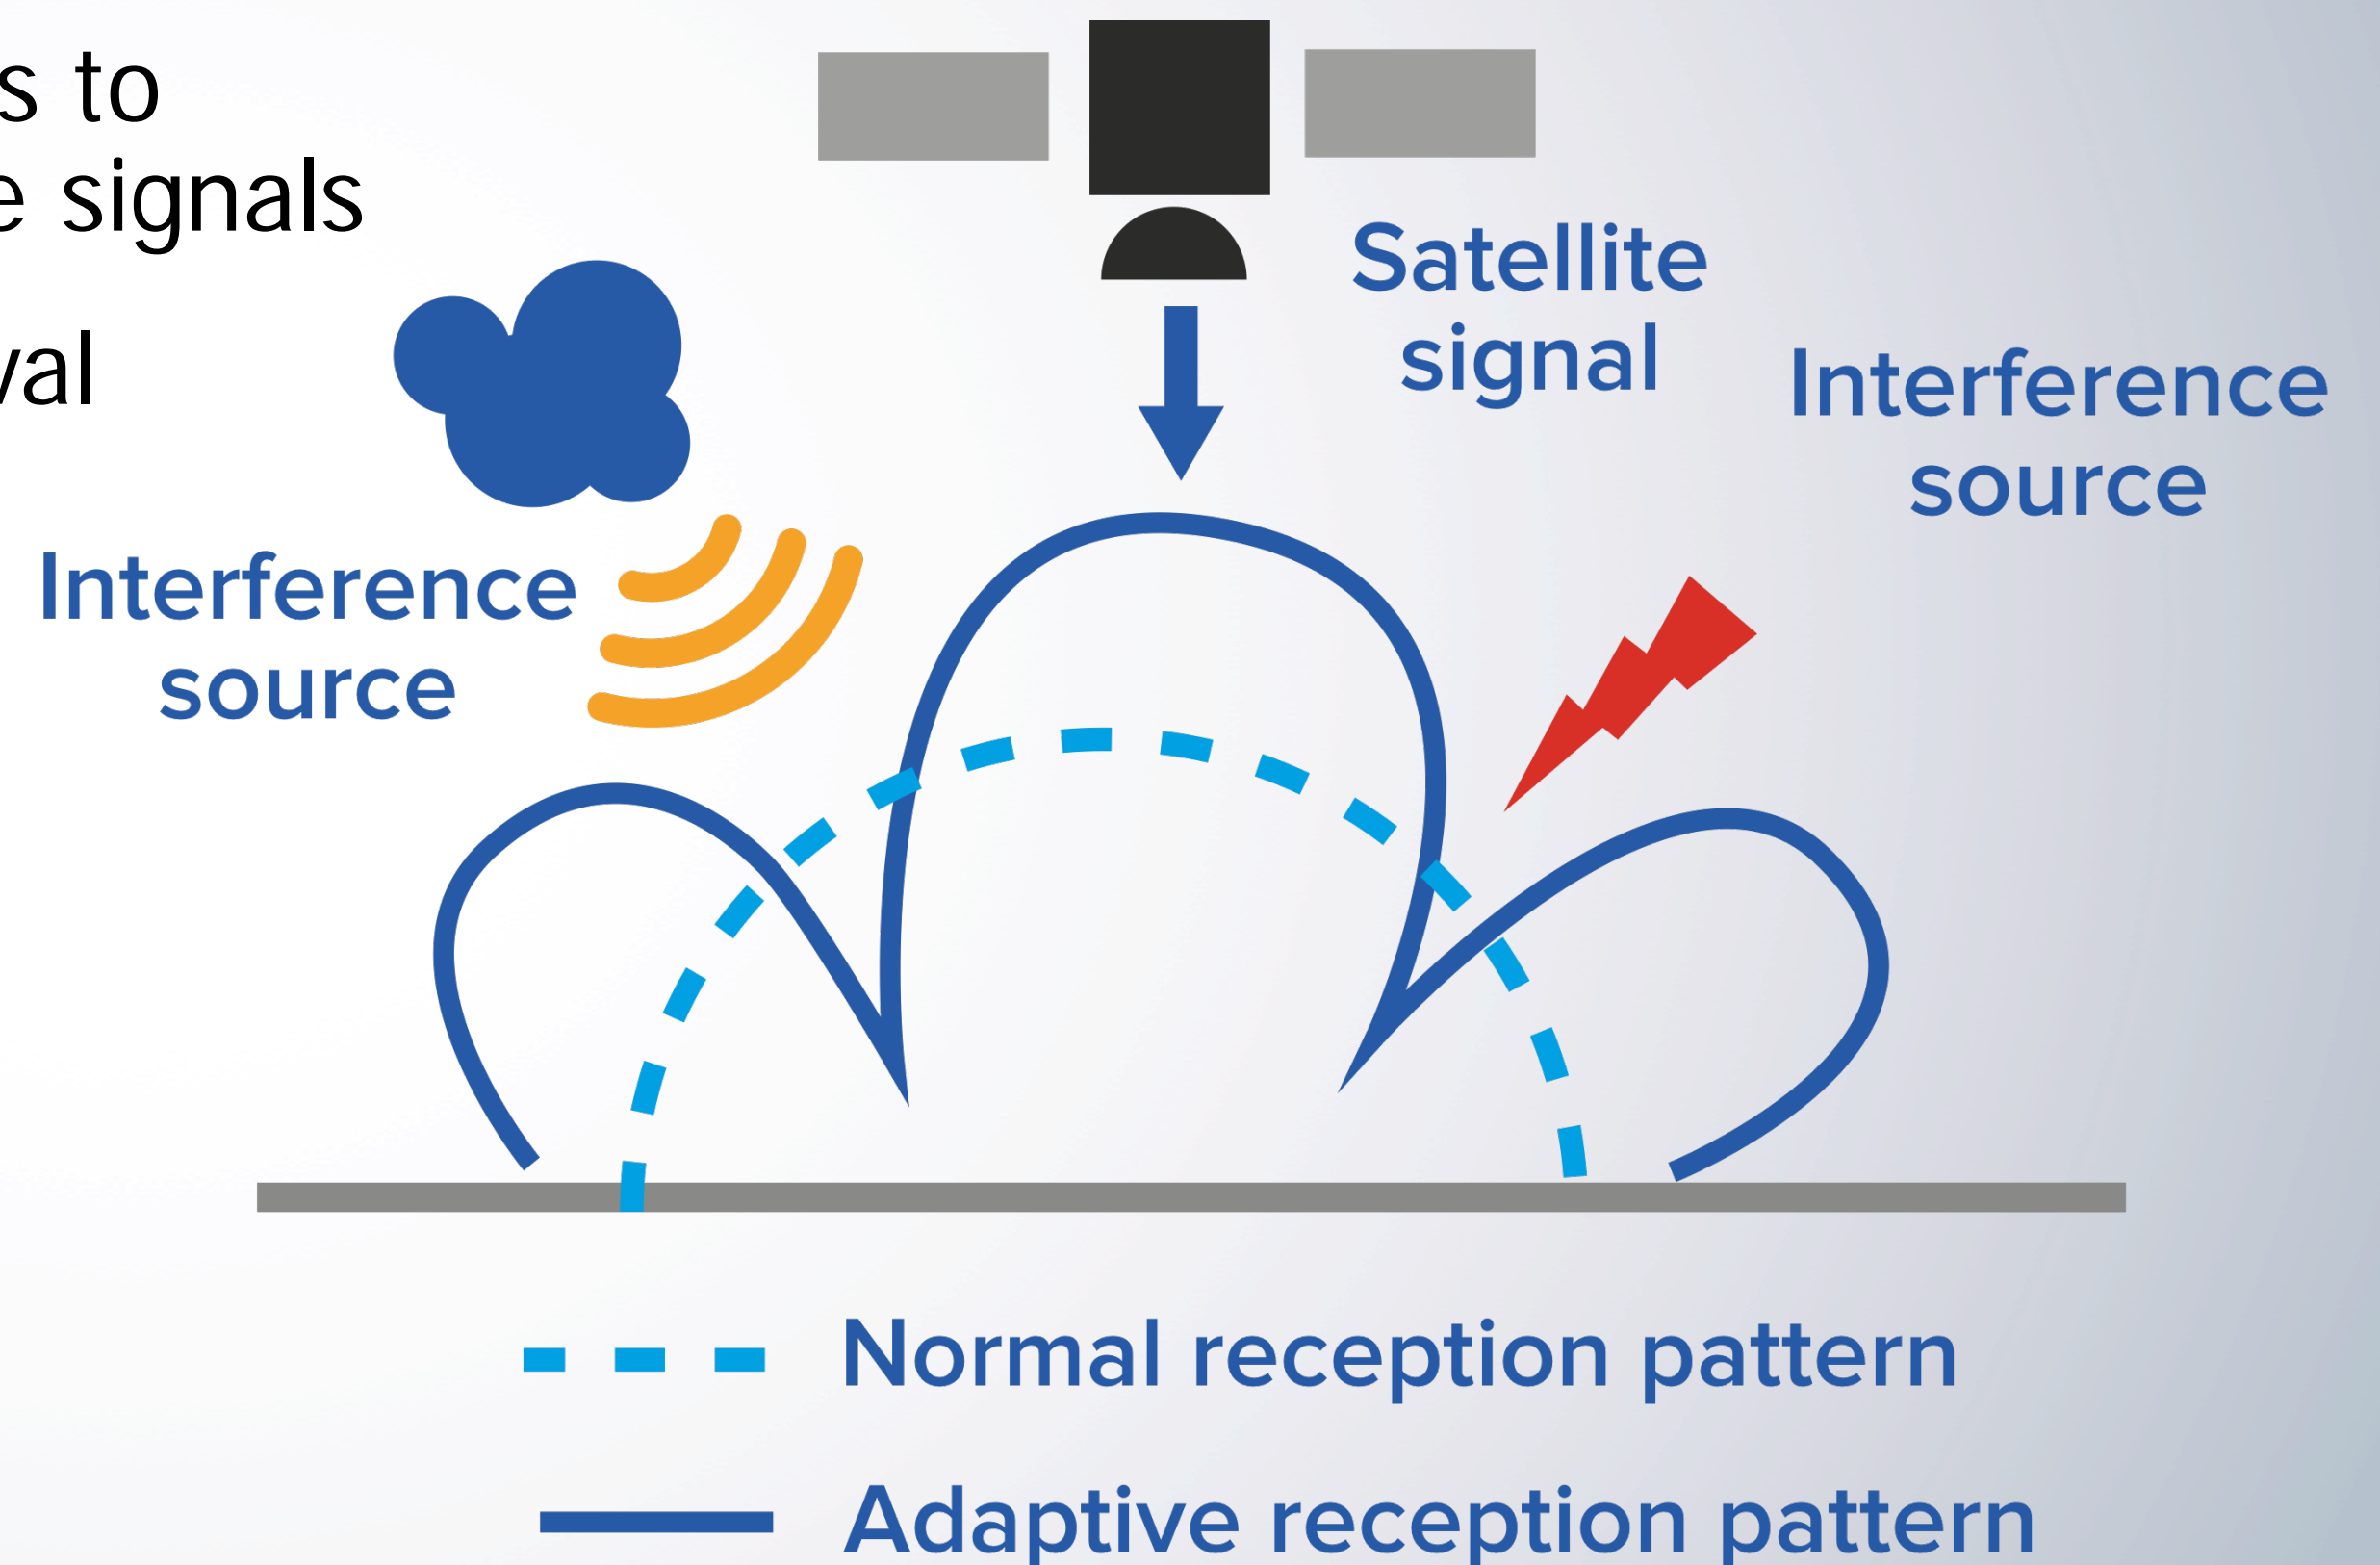 s to
e signals
val
Satellite
signal
Interference
source
Interference
source
Normal reception pattern
Adaptive reception pattern